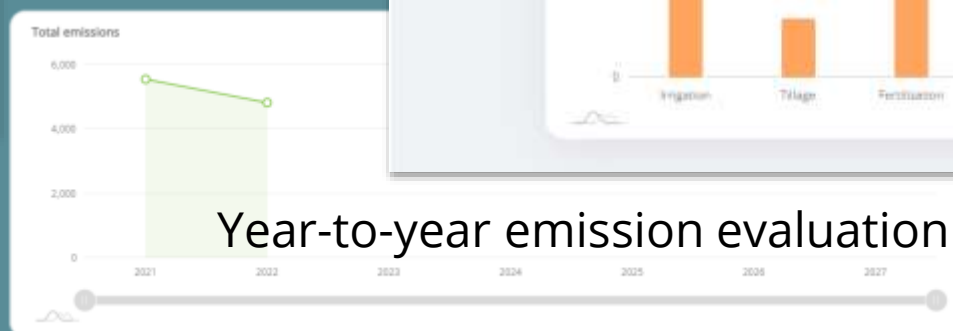 Total emissions
6,000
4,000
2,000
0
2021 2022 2023 2024 2025 2026 2027
0
Irrigation Tillage Fertilization
Year-to-year emission evaluation